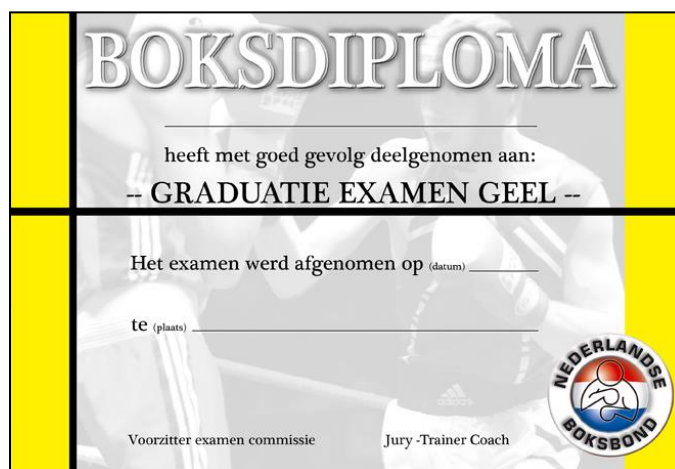 BOKSDIPLOMA
heeft met goed gevolg deelgenomen aan:
-- GRADUATIE EXAMEN GEEL --
Het examen werd afgenomen op (datum)
te (plaats)
adidas
NEDERLANDSE
BOKSBOND
Voorzitter examen commissie Jury -Trainer Coach